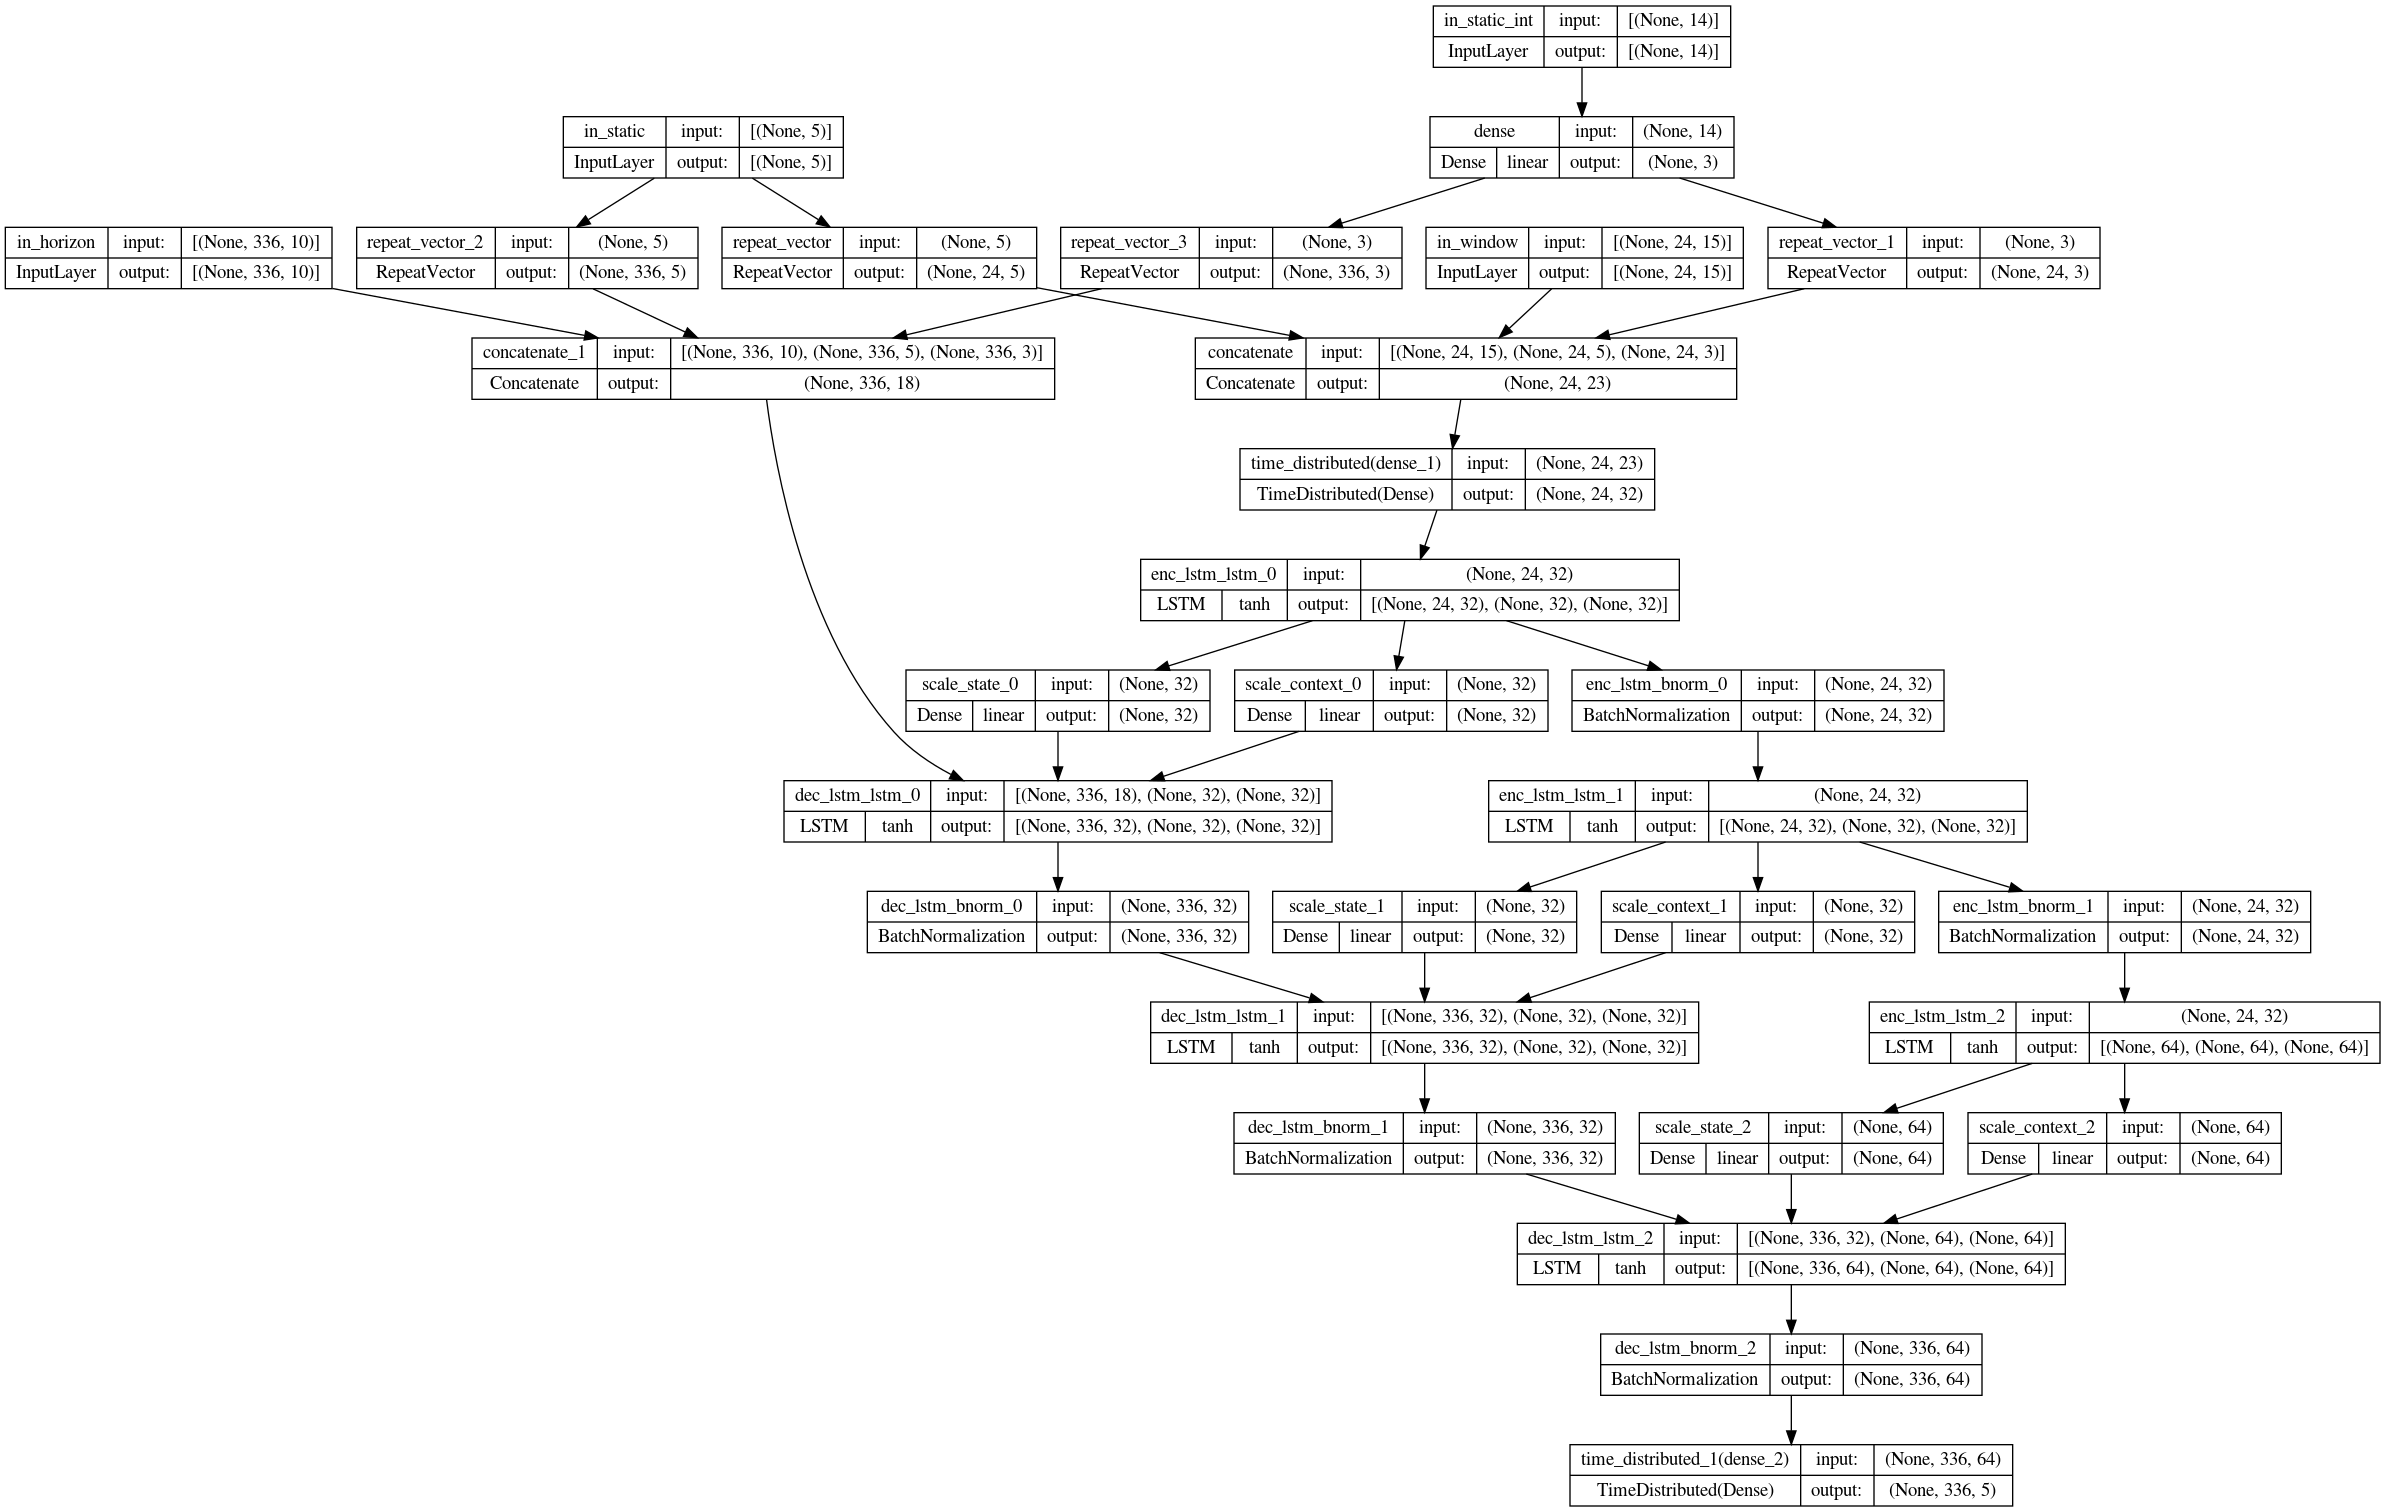 in_static_int input: [(None, 14)]
InputLayer output: [(None, 14)]
in_static input: [(None, 5)]
InputLayer output: [(None, 5)]
dense input: (None, 14)
Dense linear output: (None, 3)
in_horizon input: [(None, 336, 10)]
InputLayer output: [(None, 336, 10)]
repeat_vector_2 input: (None, 5)
RepeatVector output: (None, 336, 5)
repeat_vector input: (None, 5)
RepeatVector output: (None, 24, 5)
repeat_vector_3 input: (None, 3)
RepeatVector output: (None, 336, 3)
in_window input: [(None, 24, 15)]
InputLayer output: [(None, 24, 15)]
repeat_vector_1 input: (None, 3)
RepeatVector output: (None, 24, 3)
concatenate_1 input: [(None, 336, 10), (None, 336, 5), (None, 336, 3)]
Concatenate output: (None, 336, 18)
concatenate input: [(None, 24, 15), (None, 24, 5), (None, 24, 3)]
Concatenate output: (None, 24, 23)
time_distributed(dense_1) input: (None, 24, 23)
TimeDistributed(Dense) output: (None, 24, 32)
enc_lstm_lstm_0 input: (None, 24, 32)
LSTM tanh output: [(None, 24, 32), (None, 32), (None, 32)]
scale_state_0 input: (None, 32)
Dense linear output: (None, 32)
scale_context_0 input: (None, 32)
Dense linear output: (None, 32)
enc_lstm_bnorm_0 input: (None, 24, 32)
BatchNormalization output: (None, 24, 32)
dec_lstm_lstm_0 input: [(None, 336, 18), (None, 32), (None, 32)]
LSTM tanh output: [(None, 336, 32), (None, 32), (None, 32)]
enc_lstm_lstm_1 input: (None, 24, 32)
LSTM tanh output: [(None, 24, 32), (None, 32), (None, 32)]
dec_lstm_bnorm_0 input: (None, 336, 32)
BatchNormalization output: (None, 336, 32)
scale_state_1 input: (None, 32)
Dense linear output: (None, 32)
scale_context_1 input: (None, 32)
Dense linear output: (None, 32)
enc_lstm_bnorm_1 input: (None, 24, 32)
BatchNormalization output: (None, 24, 32)
dec_lstm_lstm_1 input: [(None, 336, 32), (None, 32), (None, 32)]
LSTM tanh output: [(None, 336, 32), (None, 32), (None, 32)]
enc_lstm_lstm_2 input: (None, 24, 32)
LSTM tanh output: [(None, 64), (None, 64), (None, 64)]
dec_lstm_bnorm_1 input: (None, 336, 32)
BatchNormalization output: (None, 336, 32)
scale_state_2 input: (None, 64)
Dense linear output: (None, 64)
scale_context_2 input: (None, 64)
Dense linear output: (None, 64)
dec_lstm_lstm_2 input: [(None, 336, 32), (None, 64), (None, 64)]
LSTM tanh output: [(None, 336, 64), (None, 64), (None, 64)]
dec_lstm_bnorm_2 input: (None, 336, 64)
BatchNormalization output: (None, 336, 64)
time_distributed_1(dense_2) input: (None, 336, 64)
TimeDistributed(Dense) output: (None, 336, 5)